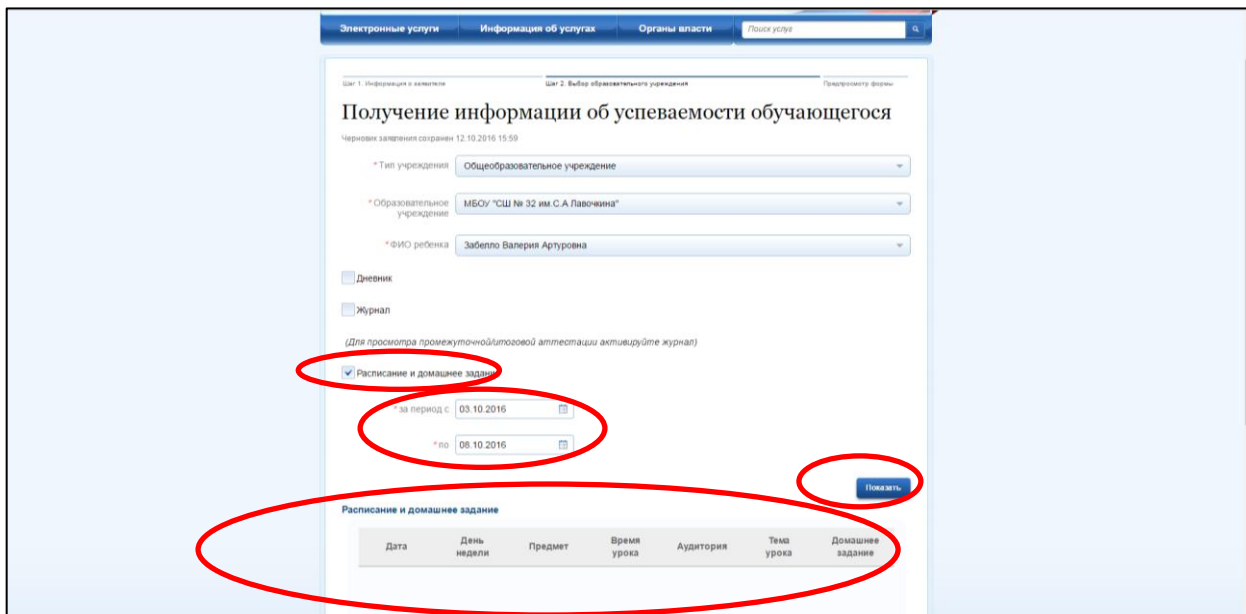 Электронные услуги Информация об услугах Органы власти Поиск услуг
Шаг 1. Информация о заявителе Шаг 2. Выбор образовательного учреждения Предпросмотр формы
Получение информации об успеваемости обучающегося
Черновик заявления сохранен 12.10.2016 15:59
*Тип учреждения Общеобразовательное учреждение
*Образовательное учреждение МБОУ "СШ № 32 им.С.А.Лавочкина"
*ФИО ребенка Забелло Валерия Артуровна
Дневник
Журнал
(Для просмотра промежуточной/итоговой аттестации активируйте журнал)
Расписание и домашнее задание
*за период с 03.10.2016
*по 08.10.2016
Показать
Расписание и домашнее задание
Дата День недели Предмет Время урока Аудитория Тема урока Домашнее задание